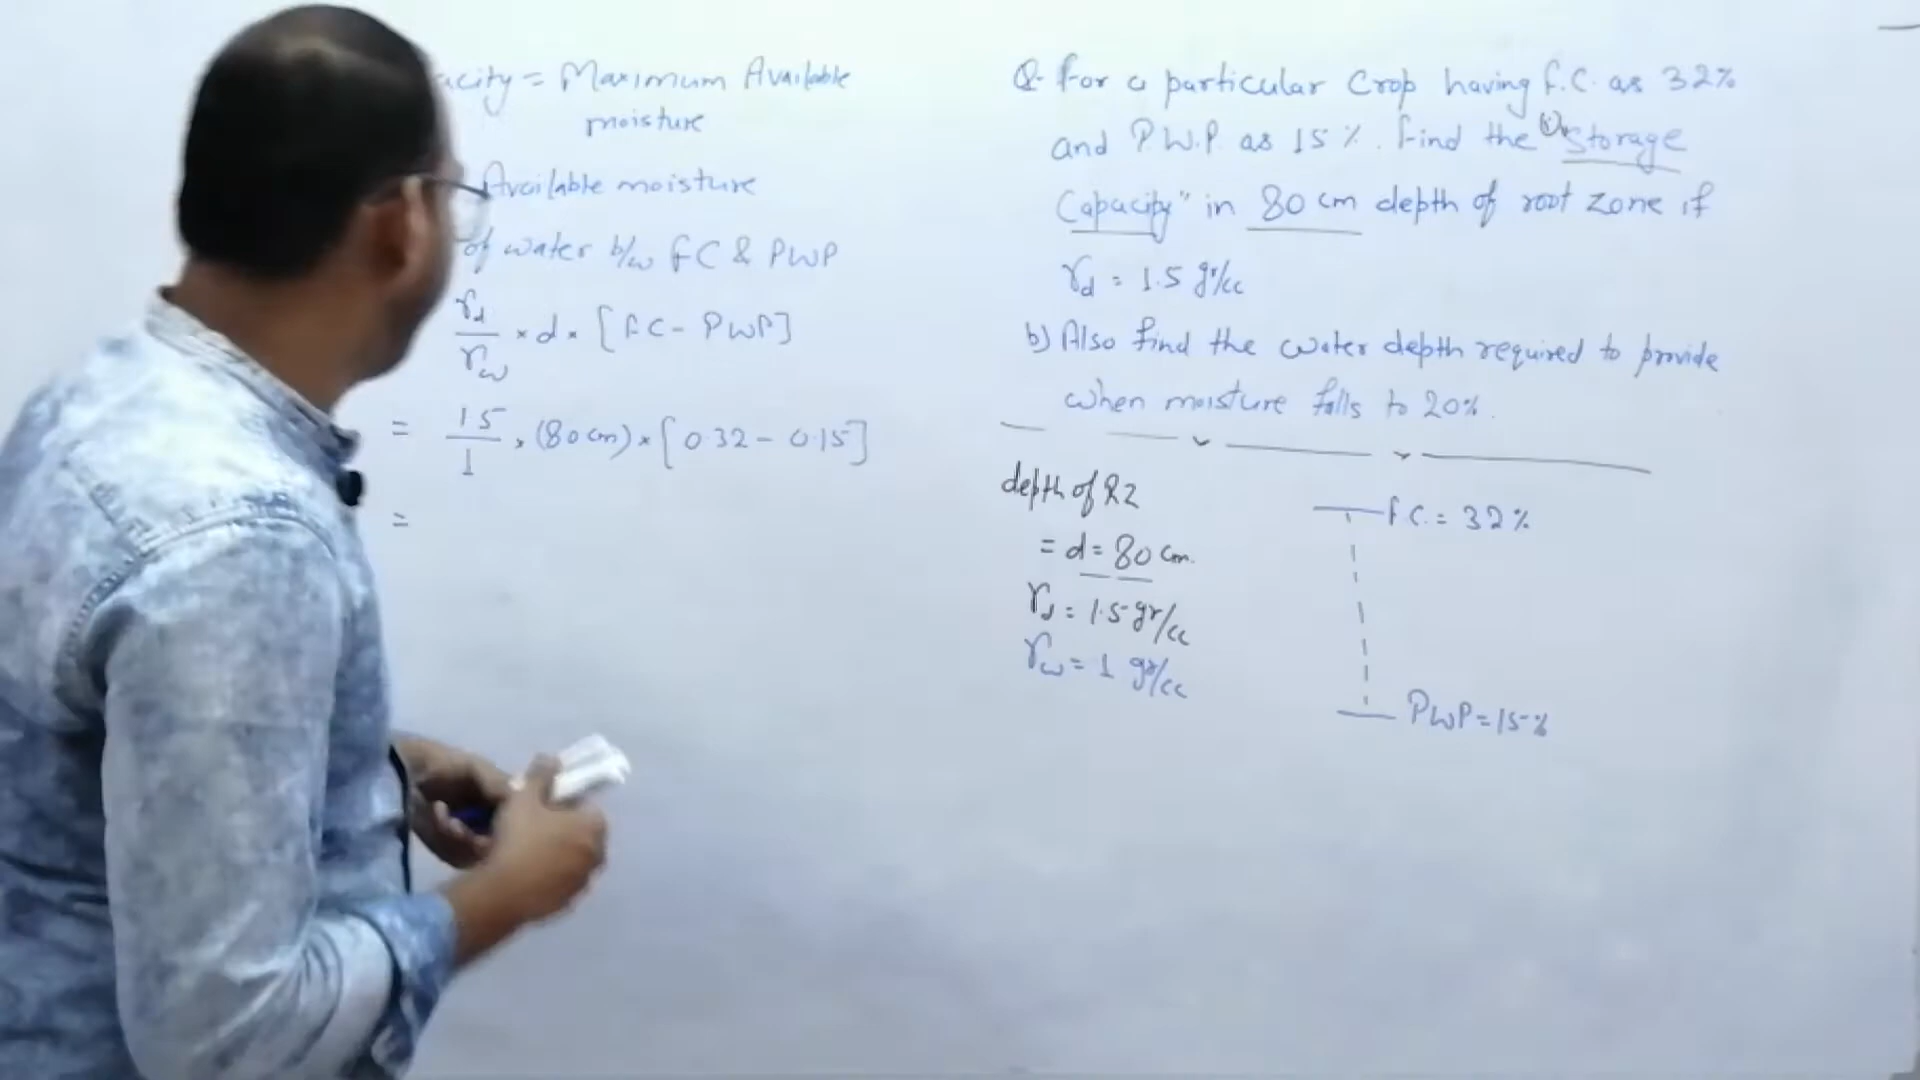 = Maximum Available
moisture
Available moisture
of water b/w FC & PWP
γd/γw × d × [FC - PWP]
= 1.5/1 × (80 cm) × [0.32 - 0.15]
=
Q. For a particular Crop having F.C. as 32%
and P.W.P. as 15%. Find the "Storage
Capacity" in 80 cm depth of root zone if
γd = 1.5 gr/cc
b) Also find the water depth required to provide
when moisture falls to 20%.
depth of RZ
= d = 80 cm.
γd = 1.5 gr/cc
γw = 1 gr/cc
F.C. = 32%
PWP = 15%